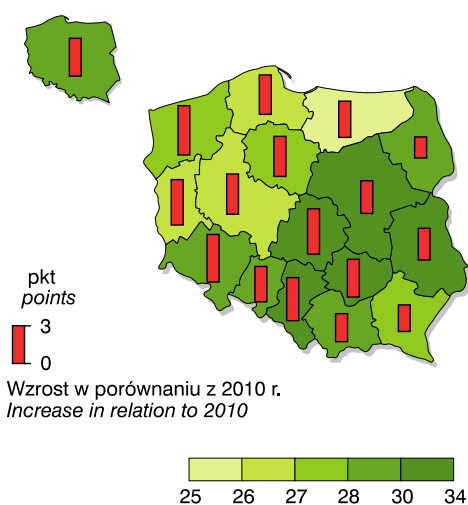 pkt
points
3
0
Wzrost w porównaniu z 2010 r.
Increase in relation to 2010
25 26 27 28 30 34